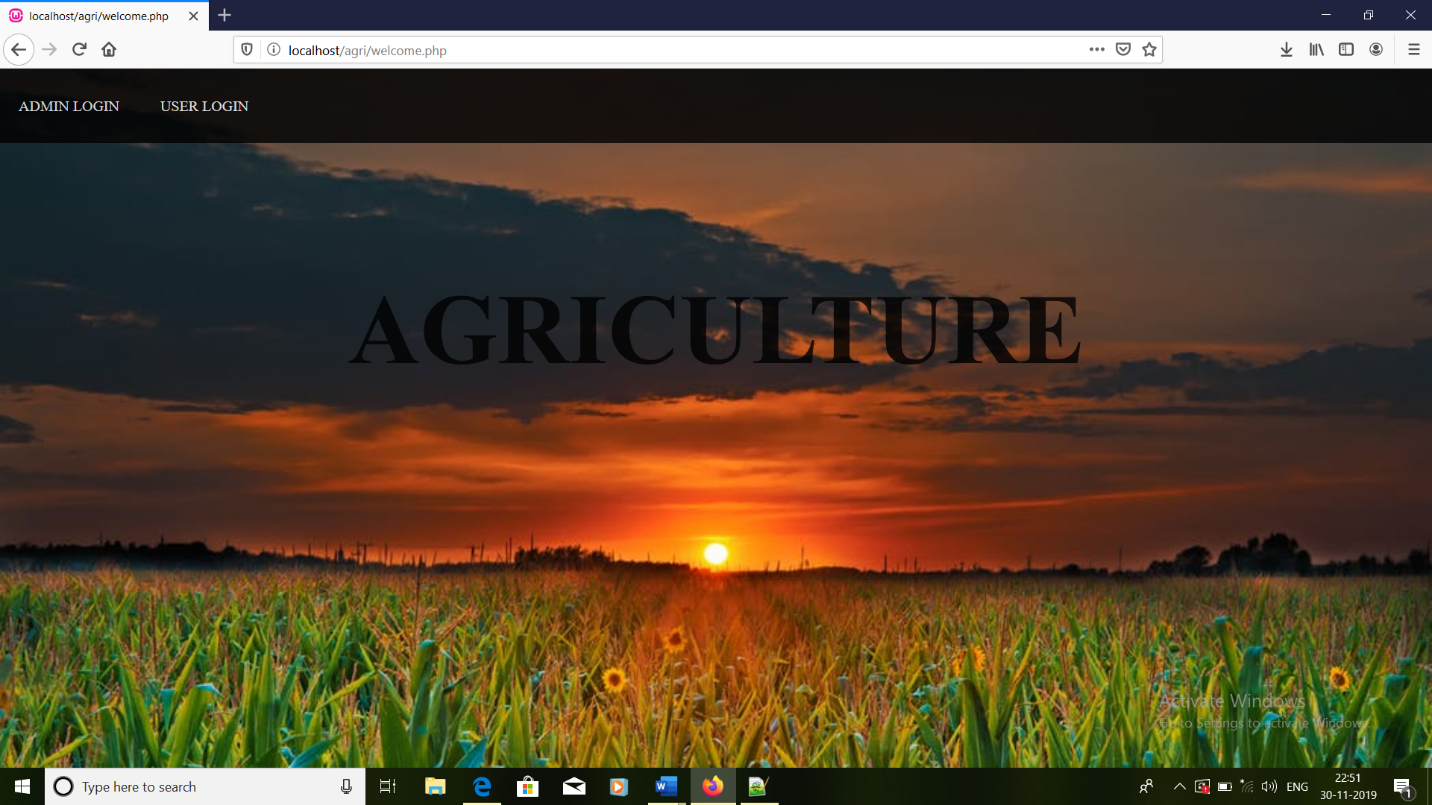 localhost/agri/welcome.php
localhost/agri/welcome.php
ADMIN LOGIN USER LOGIN
AGRICULTURE
Activate Windows
Go to Settings to activate Windows.
Type here to search
ENG
22:51
30-11-2019
1